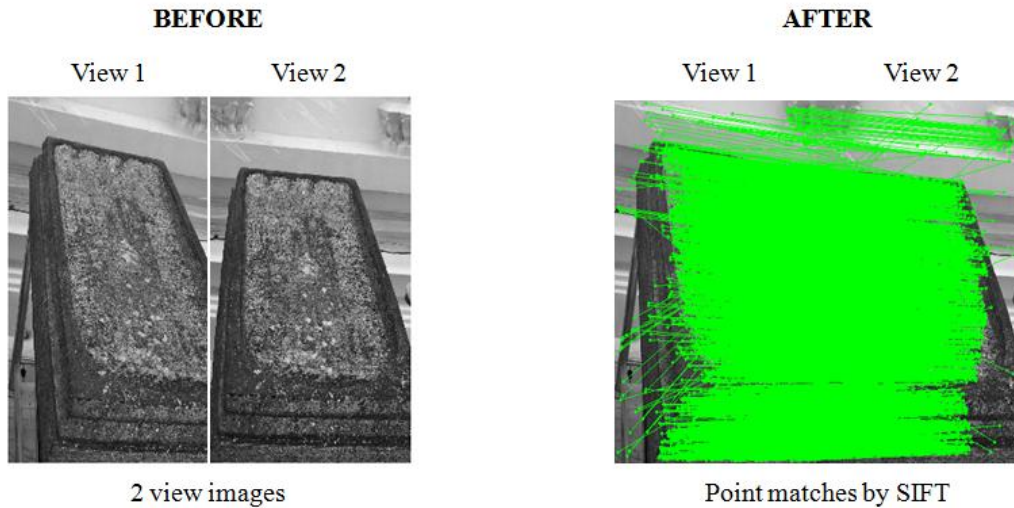 BEFORE
AFTER
View 1
View 2
View 1
View 2
2 view images
Point matches by SIFT